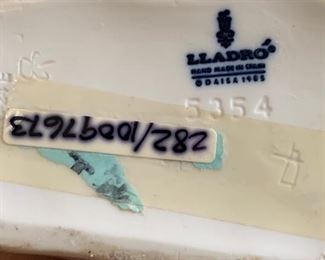 LLADRÓ
HAND MADE IN SPAIN
© DAISA 1985
5354
282/10097673